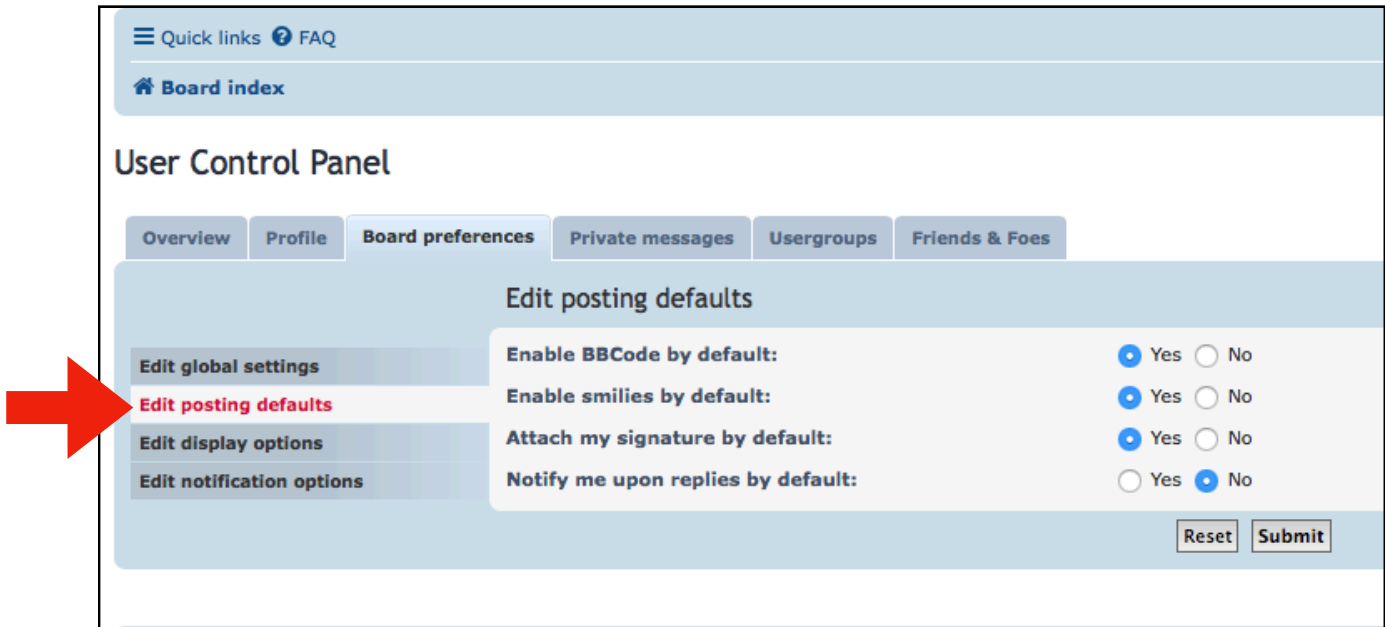 Quick links FAQ
Board index
User Control Panel
Overview Profile Board preferences Private messages Usergroups Friends & Foes
Edit posting defaults
Edit global settings
Edit posting defaults
Edit display options
Edit notification options
Enable BBCode by default: Yes No
Enable smilies by default: Yes No
Attach my signature by default: Yes No
Notify me upon replies by default: Yes No
Reset Submit